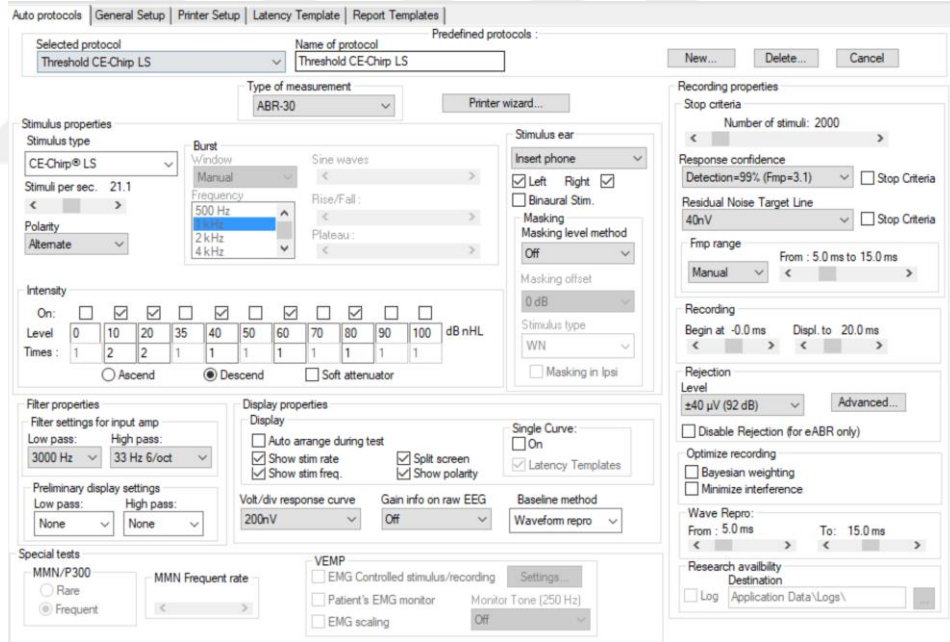 Auto protocols General Setup Printer Setup Latency Template Report Templates
Predefined protocols :
Selected protocol
Threshold CE-Chirp LS
Name of protocol
Threshold CE-Chirp LS
New... Delete... Cancel
Type of measurement
ABR-30
Printer wizard...
Stimulus properties
Stimulus type
CE-Chirp® LS
Stimuli per sec. 21.1
Polarity
Alternate
Burst
Window
Manual
Frequency
500 Hz
1 kHz
2 kHz
4 kHz
Sine waves
Rise/Fall :
Plateau :
Intensity
On:
Level 0 10 20 35 40 50 60 70 80 90 100 dB nHL
Times : 1 2 2 1 1 1 1 1 1 1 1
Ascend Descend Soft attenuator
Stimulus ear
Insert phone
Left Right
Binaural Stim.
Masking
Masking level method
Off
Masking offset
0 dB
Stimulus type
WN
Masking in Ipsi
Recording properties
Stop criteria
Number of stimuli: 2000
Response confidence
Detection=99% (Fmp=3.1) Stop Criteria
Residual Noise Target Line
40nV Stop Criteria
Fmp range
From : 5.0 ms to 15.0 ms
Manual
Recording
Begin at -0.0 ms Displ. to 20.0 ms
Rejection
Level
±40 µV (92 dB) Advanced...
Disable Rejection (for eABR only)
Optimize recording
Bayesian weighting
Minimize interference
Wave Repro:
From : 5.0 ms To: 15.0 ms
Research availbility
Destination
Log Application Data\Logs\ ...
Filter properties
Filter settings for input amp
Low pass: High pass:
3000 Hz 33 Hz 6/oct
Preliminary display settings
Low pass: High pass:
None None
Display properties
Display
Auto arrange during test
Show stim rate Split screen
Show stim freq. Show polarity
Single Curve:
On
Latency Templates
Volt/div response curve Gain info on raw EEG Baseline method
200nV Off Waveform repro
Special tests
MMN/P300
Rare
Frequent
MMN Frequent rate
VEMP
EMG Controlled stimulus/recording Settings...
Patient's EMG monitor Monitor Tone (250 Hz)
EMG scaling Off